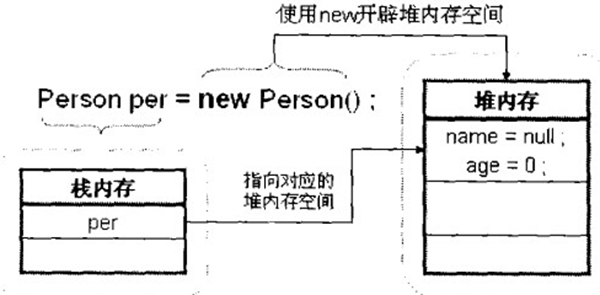 使用new开辟堆内存空间
Person per = new Person() ;
堆内存
name = null ;
age = 0 ;
栈内存
per
指向对应的
堆内存空间